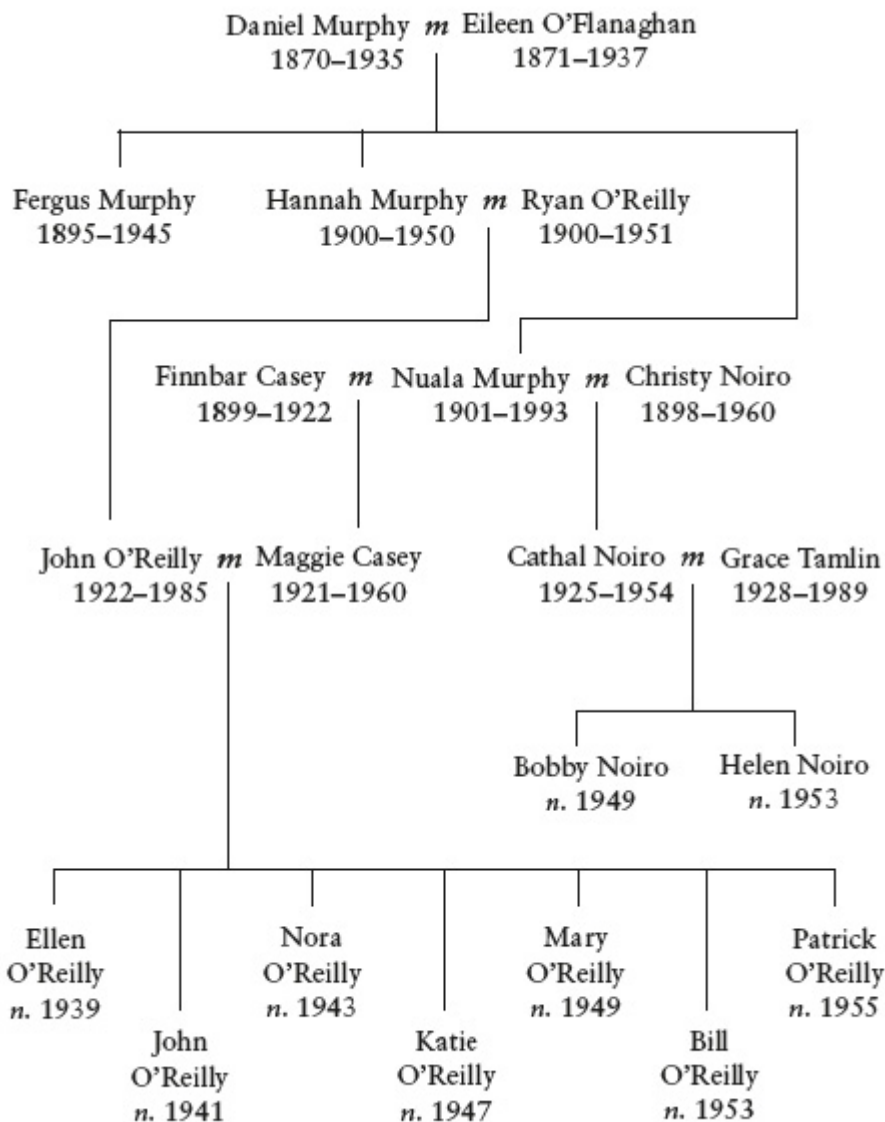 Daniel Murphy m Eileen O’Flanaghan
1870–1935 1871–1937
Fergus Murphy Hannah Murphy m Ryan O’Reilly
1895–1945 1900–1950 1900–1951
Finnbar Casey m Nuala Murphy m Christy Noiro
1899–1922 1901–1993 1898–1960
John O’Reilly m Maggie Casey Cathal Noiro m Grace Tamlin
1922–1985 1921–1960 1925–1954 1928–1989
Bobby Noiro Helen Noiro
n. 1949 n. 1953
Ellen Nora Mary Patrick
O’Reilly O’Reilly O’Reilly O’Reilly
n. 1939 n. 1943 n. 1949 n. 1955
John Katie Bill
O’Reilly O’Reilly O’Reilly
n. 1941 n. 1947 n. 1953